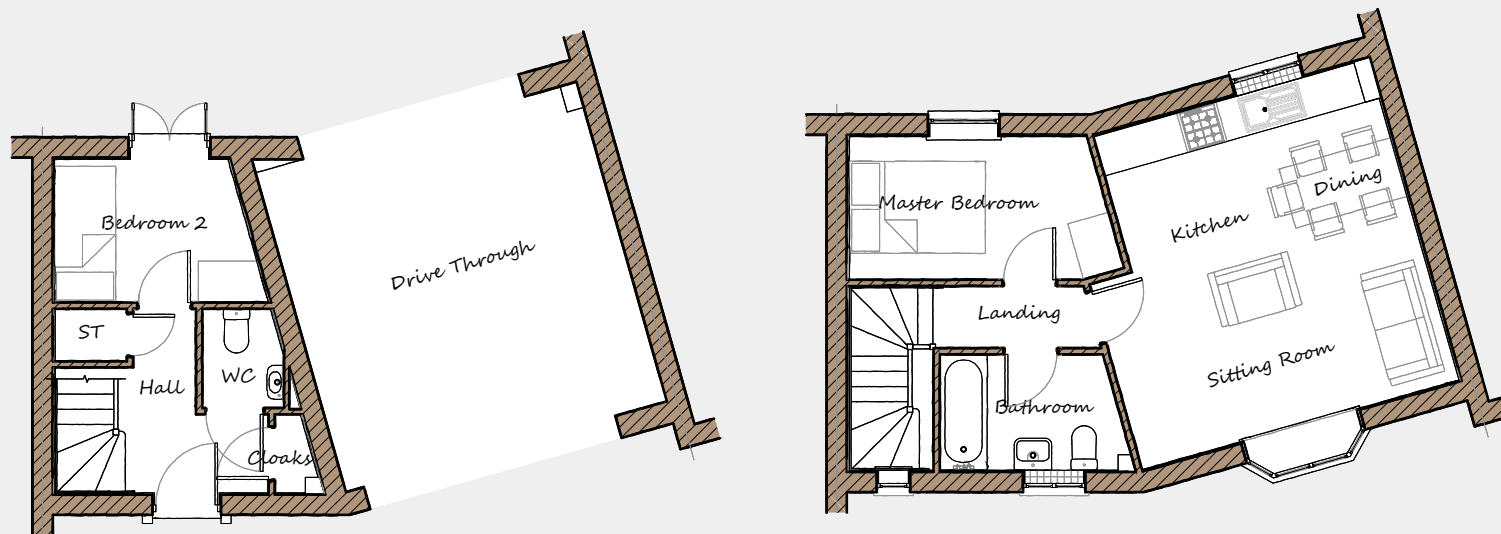 Bedroom 2
Drive Through
ST
Hall
WC
Cloaks
Master Bedroom
Kitchen
Dining
Landing
Sitting Room
Bathroom